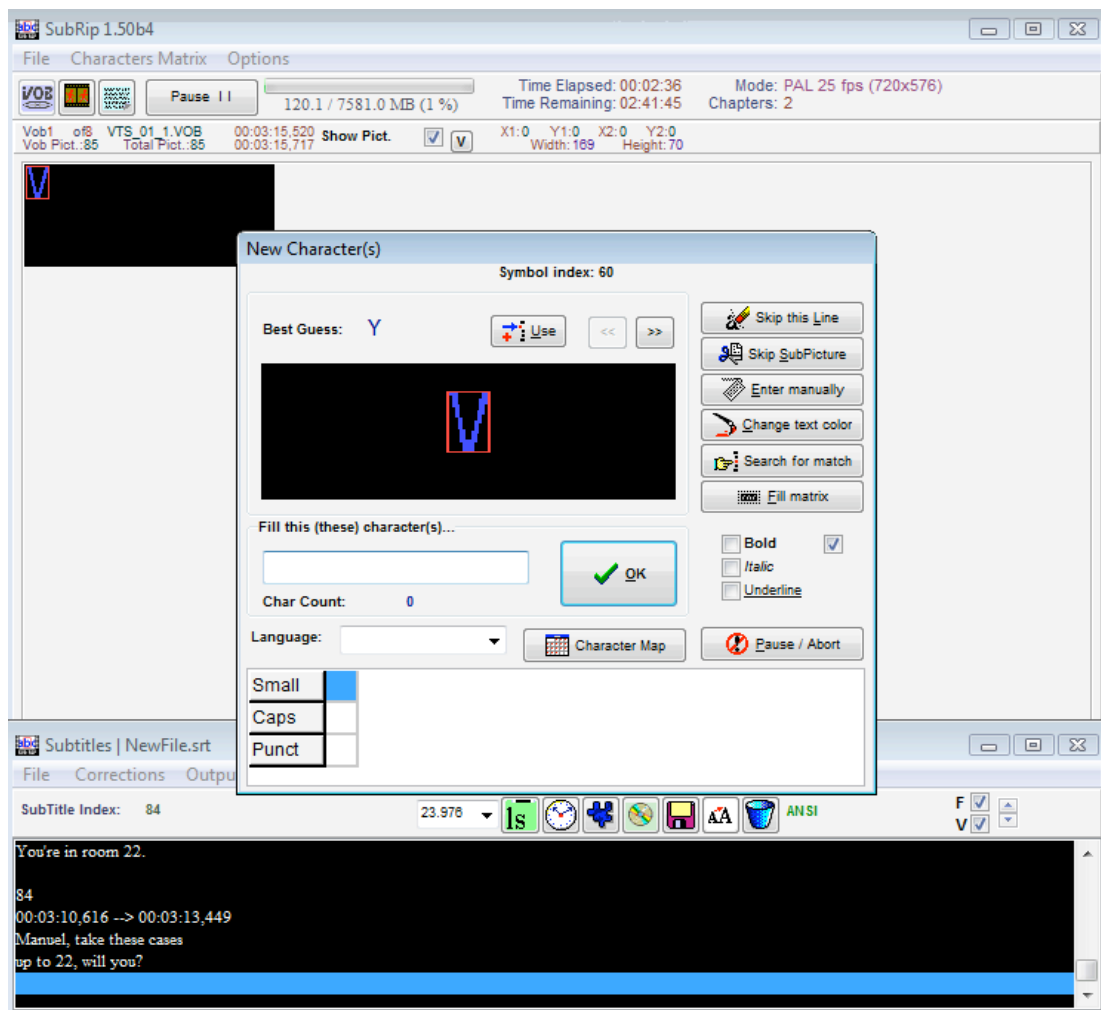 SubRip 1.50b4
File Characters Matrix Options
I/OB Pause II 120.1 / 7581.0 MB (1 %) Time Elapsed: 00:02:36 Mode: PAL 25 fps (720x576)
Time Remaining: 02:41:45 Chapters: 2
Vob1 of8 VTS_01_1.VOB 00:03:15,520 Show Pict. V X1:0 Y1:0 X2:0 Y2:0
Vob Pict.:85 Total Pict.:85 00:03:15,717 Width:169 Height:70
V
New Character(s)
Symbol index: 60
Best Guess: Y Use << >>
V
Skip this Line
Skip SubPicture
Enter manually
Change text color
Search for match
Fill matrix
Fill this (these) character(s)...
OK
Char Count: 0
Bold
Italic
Underline
Language: Character Map Pause / Abort
Small
Caps
Punct
Subtitles | NewFile.srt
File Corrections Outpu
SubTitle Index: 84 23.976 1s AA ANSI F
V
You're in room 22.
84
00:03:10,616 --> 00:03:13,449
Manuel, take these cases
up to 22, will you?